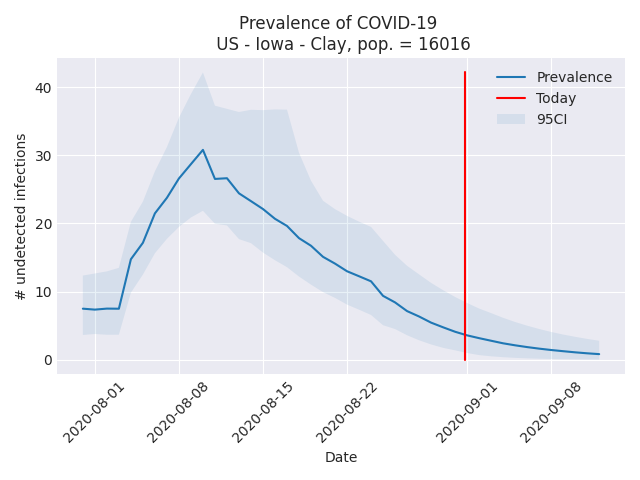 Prevalence of COVID-19
US - Iowa - Clay, pop. = 16016
# undetected infections
40
30
20
10
0
Prevalence
Today
95CI
2020-08-01
2020-08-08
2020-08-15
2020-08-22
2020-09-01
2020-09-08
Date